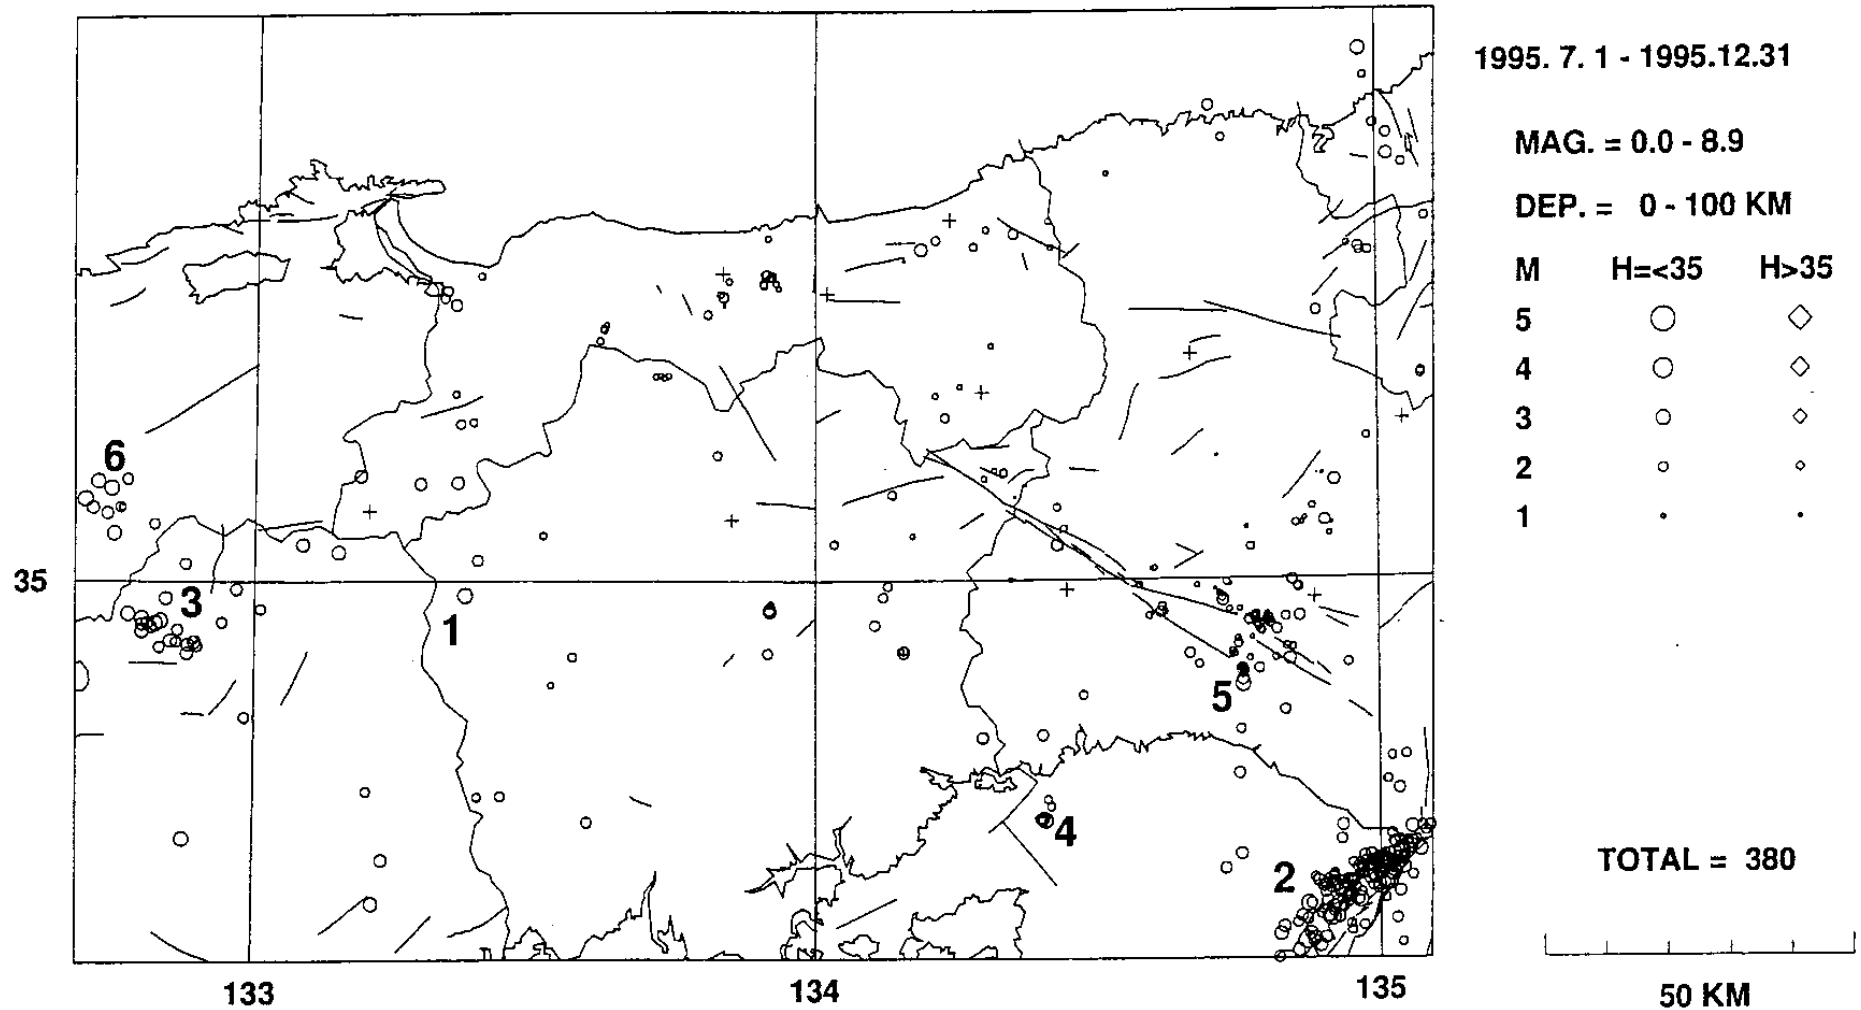 1995. 7. 1 - 1995.12.31
MAG. = 0.0 - 8.9
DEP. = 0 - 100 KM
M H=<35 H>35
5
4
3
2
1
TOTAL = 380
50 KM
6
3
1
5
4
2
35
133 134 135